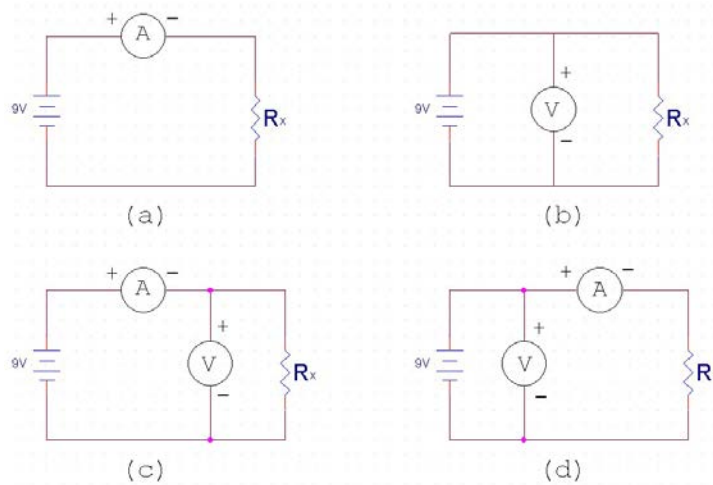 + A −
9V
Rx
(a)
+
9V V Rx
−
(b)
+ A −
+
9V V Rx
−
(c)
+ A −
+
9V V R
−
(d)